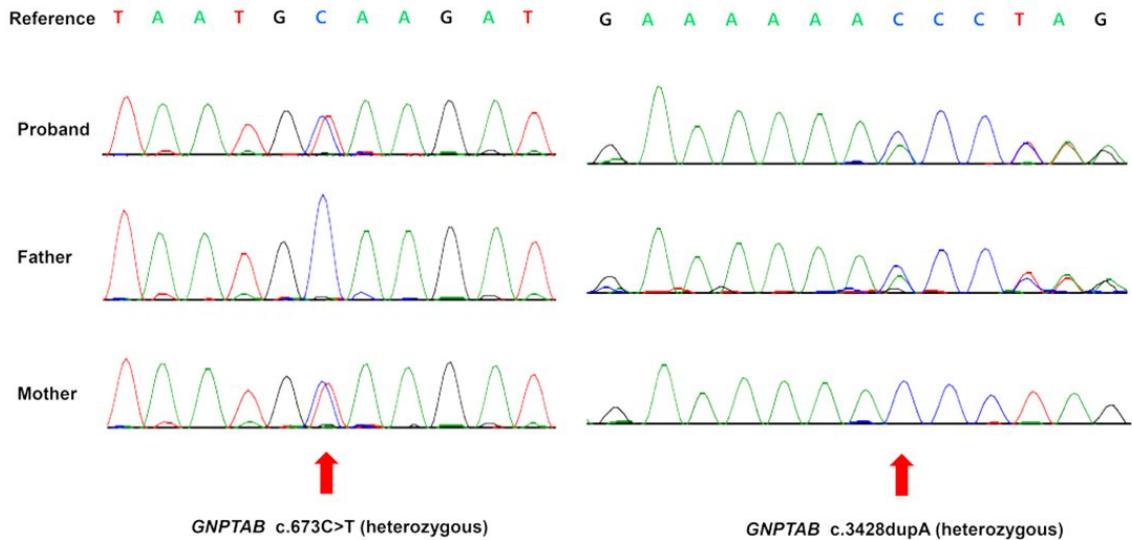 Reference T A A T G C A A G A T G A A A A A A C C C T A G
Proband
Father
Mother
GNPTAB c.673C>T (heterozygous) GNPTAB c.3428dupA (heterozygous)